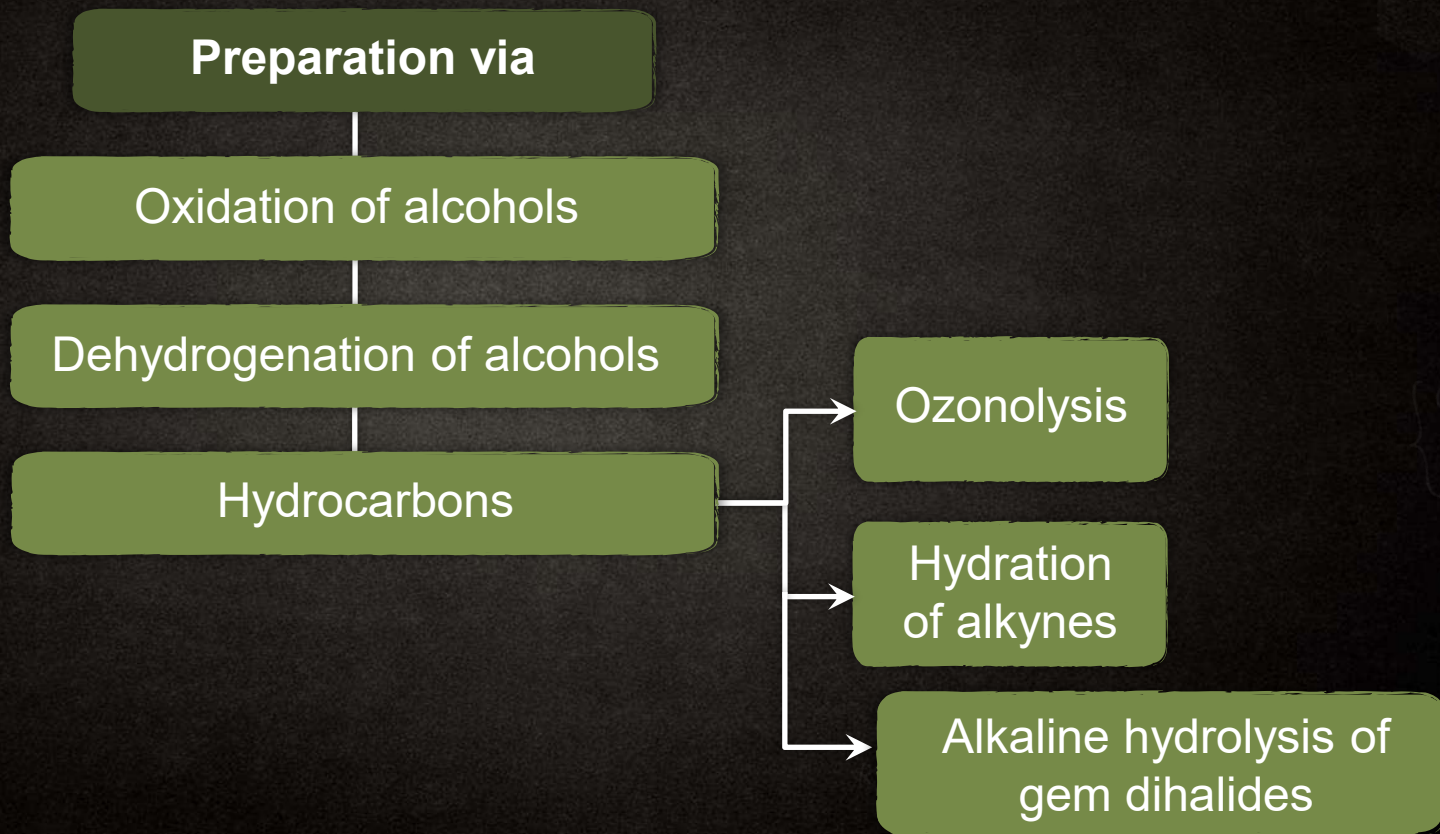 Preparation via
Oxidation of alcohols
Dehydrogenation of alcohols
Hydrocarbons
Ozonolysis
Hydration
of alkynes
Alkaline hydrolysis of
gem dihalides